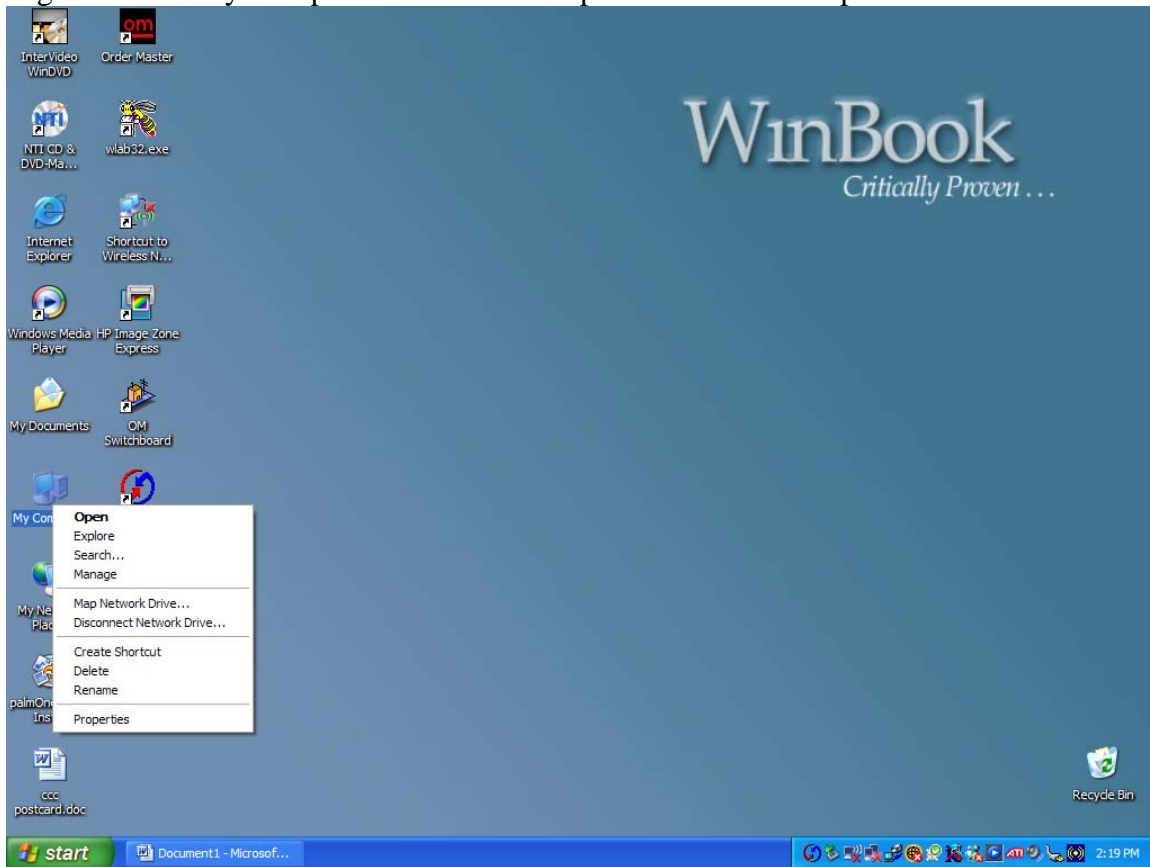 InterVideo
WinDVD
om
Order Master
NTI
NTI CD &
DVD-Ma...
wlab32.exe
Internet
Explorer
Shortcut to
Wireless N...
Windows Media
Player
HP Image Zone
Express
My Documents
OM
Switchboard
My Con
Open
Explore
Search...
Manage
Map Network Drive...
Disconnect Network Drive...
Create Shortcut
Delete
Rename
Properties
My Ne
Plac
palmOn
Ins
W
ccc
postcard.doc
WinBook
Critically Proven ...
Recycle Bin
start
Document1 - Microsof...
ATI
2:19 PM